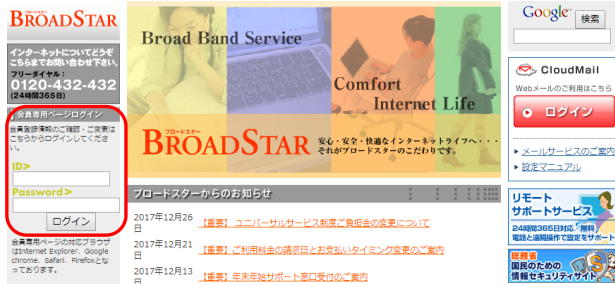 ブロードスター
BROADSTAR
インターネットについてどうぞ
こちらまでお問い合わせ下さい。
フリーダイヤル：
0120-432-432
(24時間365日)
会員専用ページログイン
会員登録情報のご確認・ご変更は
こちらからログインしてくださ
い。
ID>
Password>
ログイン
会員専用ページの対応ブラウザ
はInternet Explorer、Google
chrome、Safari、Firefoxとな
っております。
Broad Band Service
Comfort
Internet Life
ブロードスター
BROADSTAR
安心・安全・快適なインターネットライフへ・・・
それがブロードスターのこだわりです。
ブロードスターからのお知らせ
2017年12月26
日
【重要】 ユニバーサルサービス制度ご負担金の変更について
2017年12月21
日
【重要】ご利用料金の請求日とお支払いタイミング変更のご案内
2017年12月13
日
【重要】年末年始サポート窓口受付のご案内
Google
検索
CloudMail
Webメールのご利用はこちら
ログイン
メールサービスのご案内
設定マニュアル
リモート
サポートサービス
24時間365日対応 無料
電話と遠隔操作で設定をサポート
総務省
国民のための
情報セキュリティサイト